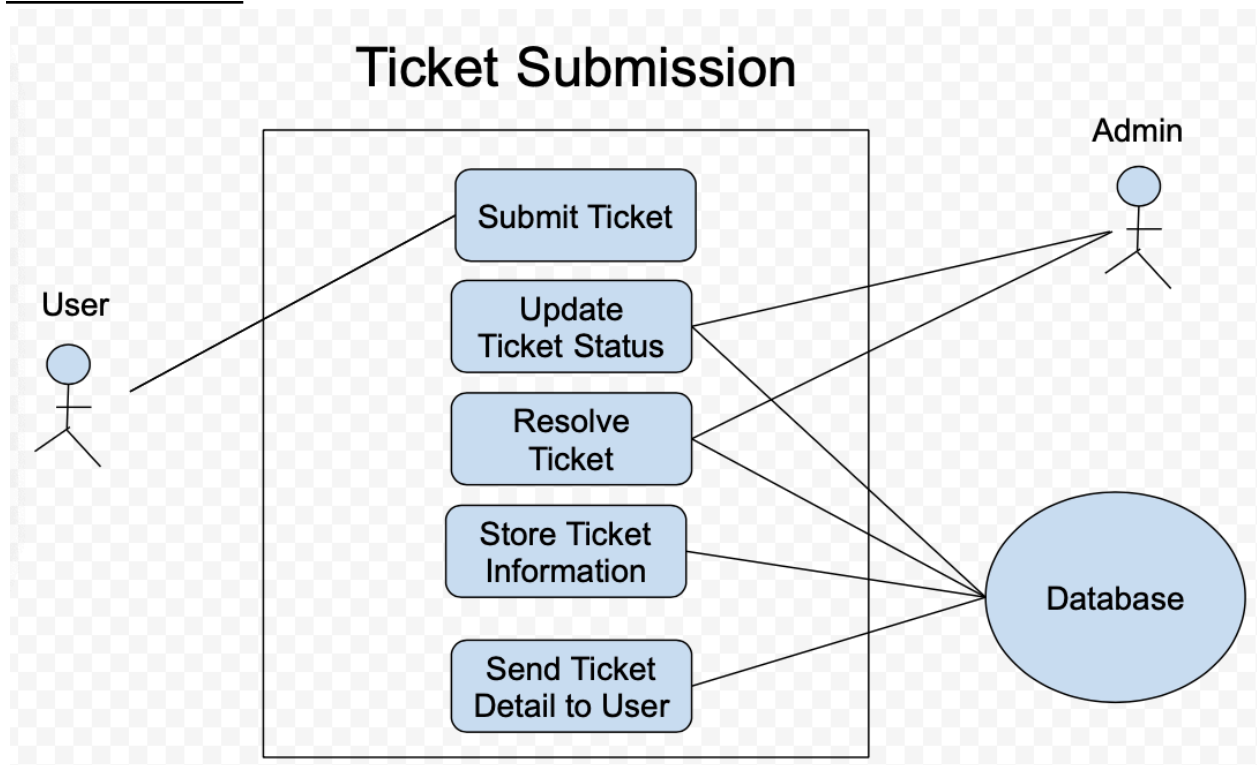 Ticket Submission
Admin
Submit Ticket
User
Update
Ticket Status
Resolve
Ticket
Store Ticket
Information
Database
Send Ticket
Detail to User